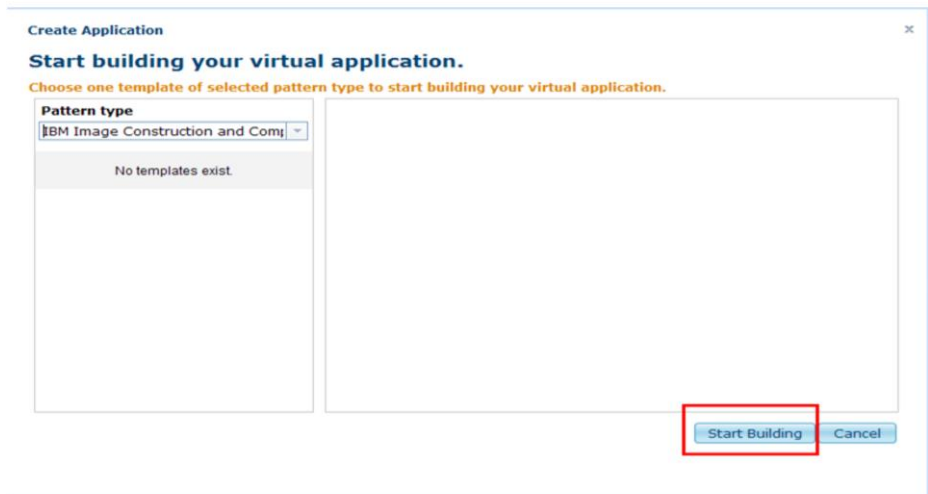 Create Application
Start building your virtual application.
Choose one template of selected pattern type to start building your virtual application.
Pattern type
IBM Image Construction and Com
No templates exist.
Start Building Cancel